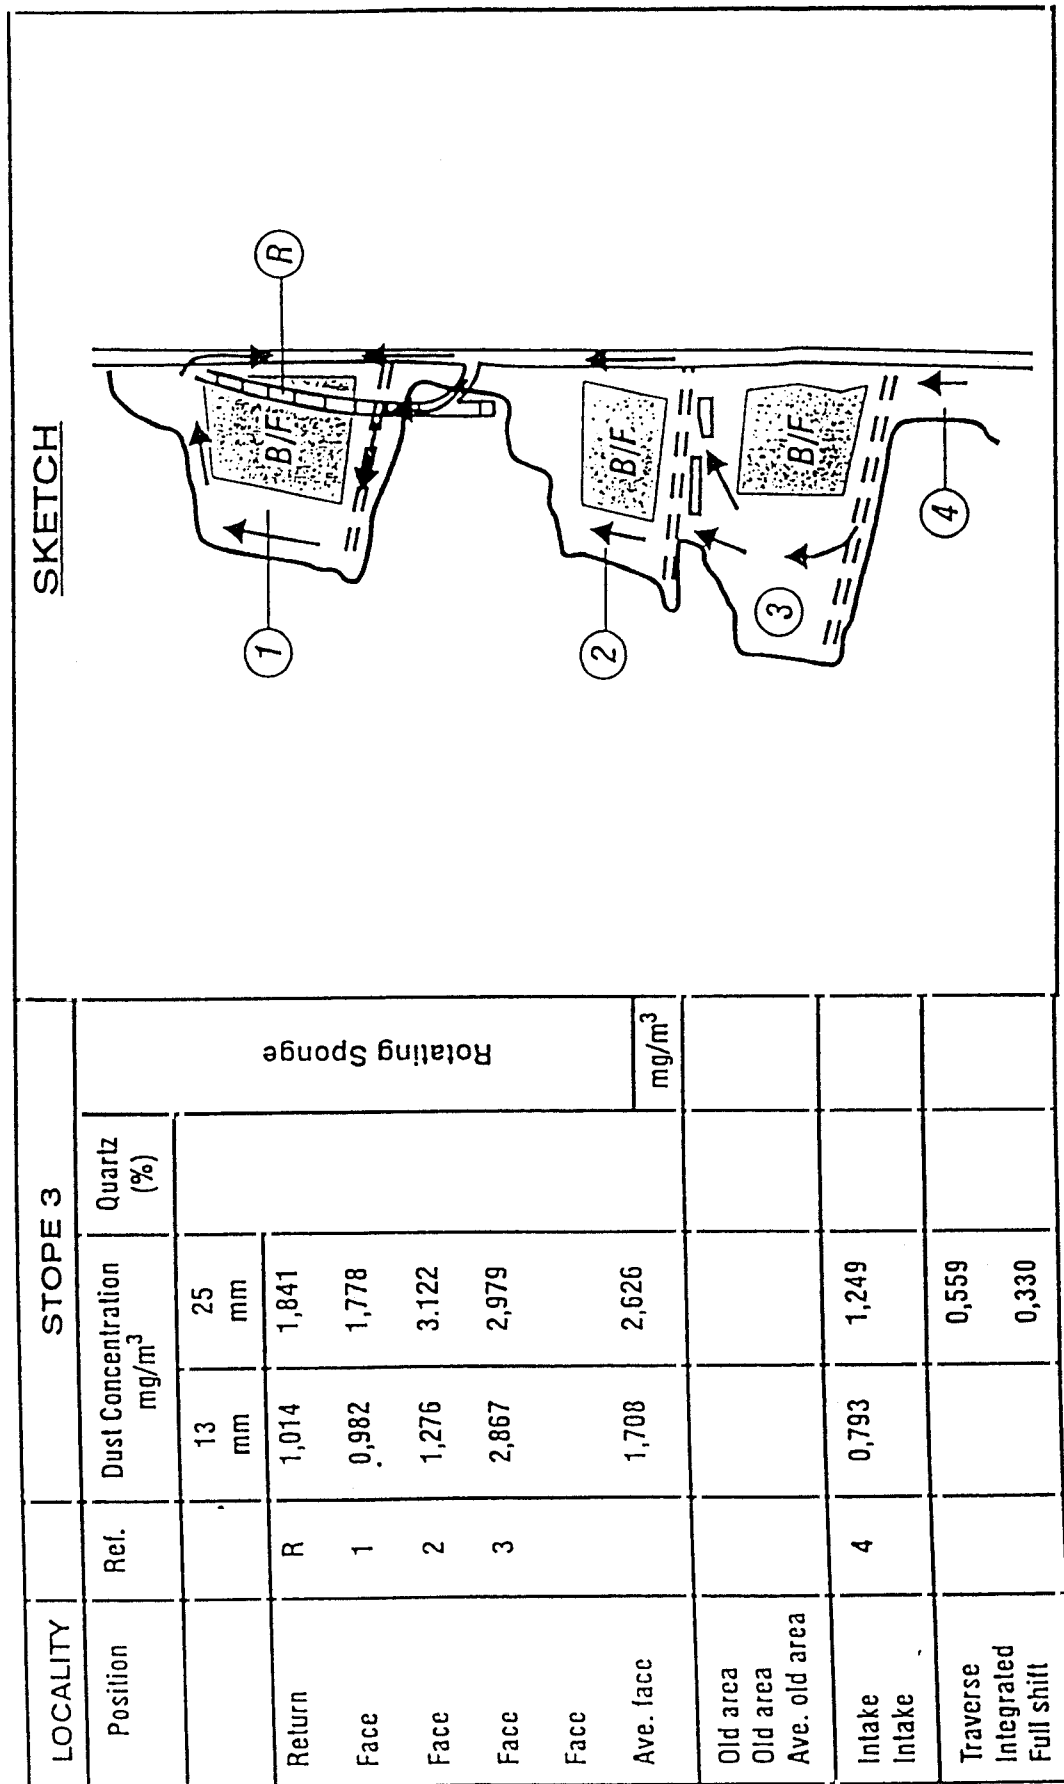 LOCALITY STOPE 3
Position Ref. Dust Concentration mg/m³ Quartz (%) Rotating Sponge
13 mm 25 mm
Return R 1,014 1,841
Face 1 0,982 1,778
Face 2 1,276 3.122
Face 3 2,867 2,979
Face
Ave. face 1,708 2,626 mg/m³
Old area
Old area
Ave. old area
Intake 4 0,793 1,249
Intake
Traverse 0,559
Integrated
Full shift 0,330
SKETCH
R
B/F
1
B/F
2
B/F
3
4